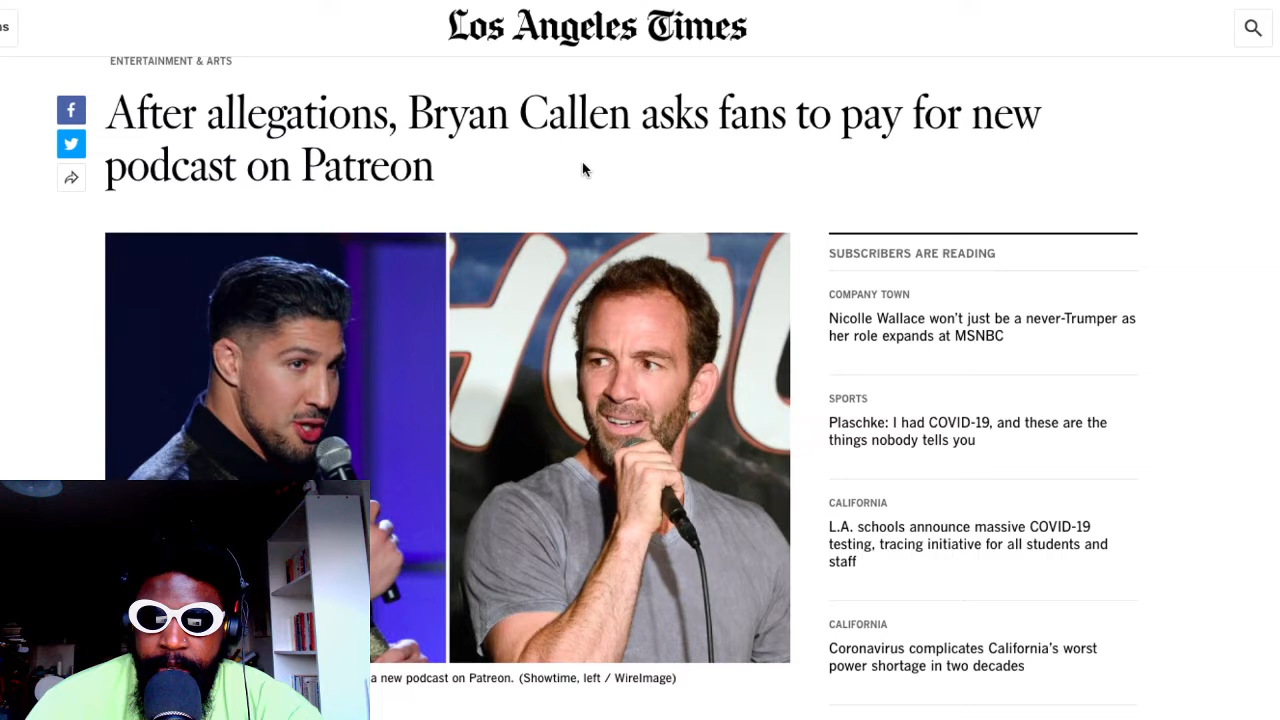 ns
Los Angeles Times
ENTERTAINMENT & ARTS
After allegations, Bryan Callen asks fans to pay for new
podcast on Patreon
SUBSCRIBERS ARE READING
COMPANY TOWN
Nicolle Wallace won’t just be a never-Trumper as
her role expands at MSNBC
SPORTS
Plaschke: I had COVID-19, and these are the
things nobody tells you
CALIFORNIA
L.A. schools announce massive COVID-19
testing, tracing initiative for all students and
staff
CALIFORNIA
Coronavirus complicates California’s worst
power shortage in two decades
a new podcast on Patreon. (Showtime, left / WireImage)